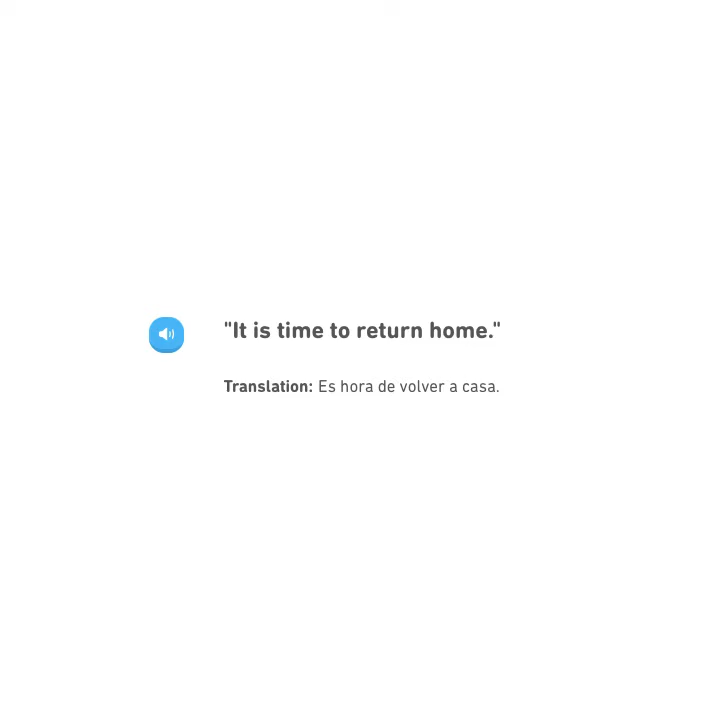 "It is time to return home."
Translation: Es hora de volver a casa.